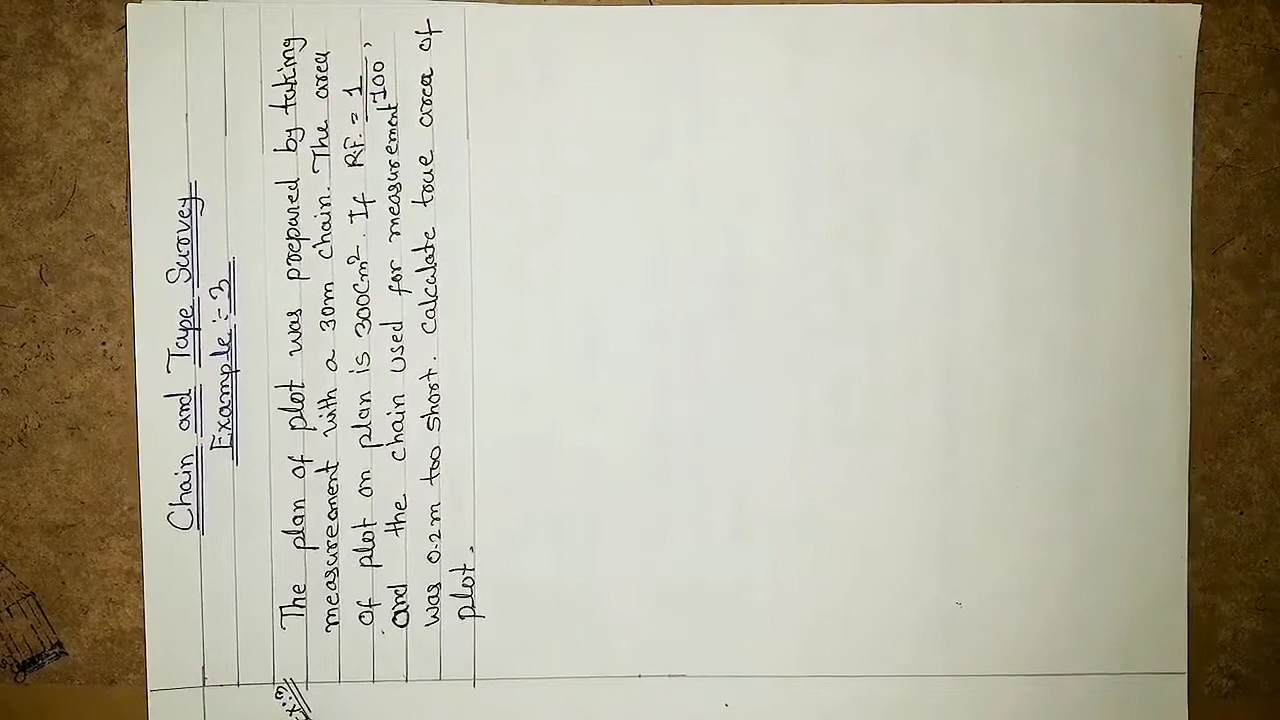 Chain and Tape Survey
Example :- 3
The plan of plot was prepared by taking
measurement with a 30m chain. The area
of plot on plan is 300cm². If R.F. = 1/100,
and the chain used for measurement
was 0.2m too short. Calculate true area of
plot.